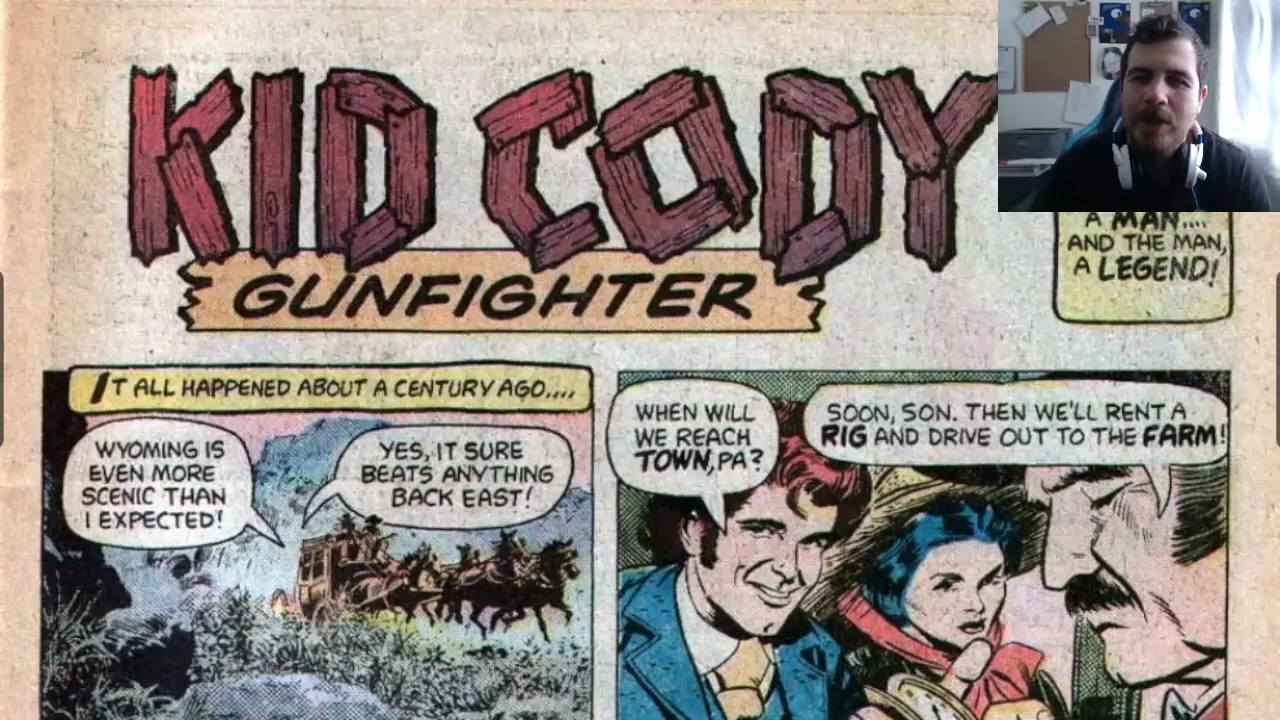 KID CODY
GUNFIGHTER
A MAN....
AND THE MAN,
A LEGEND!
IT ALL HAPPENED ABOUT A CENTURY AGO....
WYOMING IS
EVEN MORE
SCENIC THAN
I EXPECTED!
YES, IT SURE
BEATS ANYTHING
BACK EAST!
WHEN WILL
WE REACH
TOWN, PA?
SOON, SON. THEN WE'LL RENT A
RIG AND DRIVE OUT TO THE FARM!